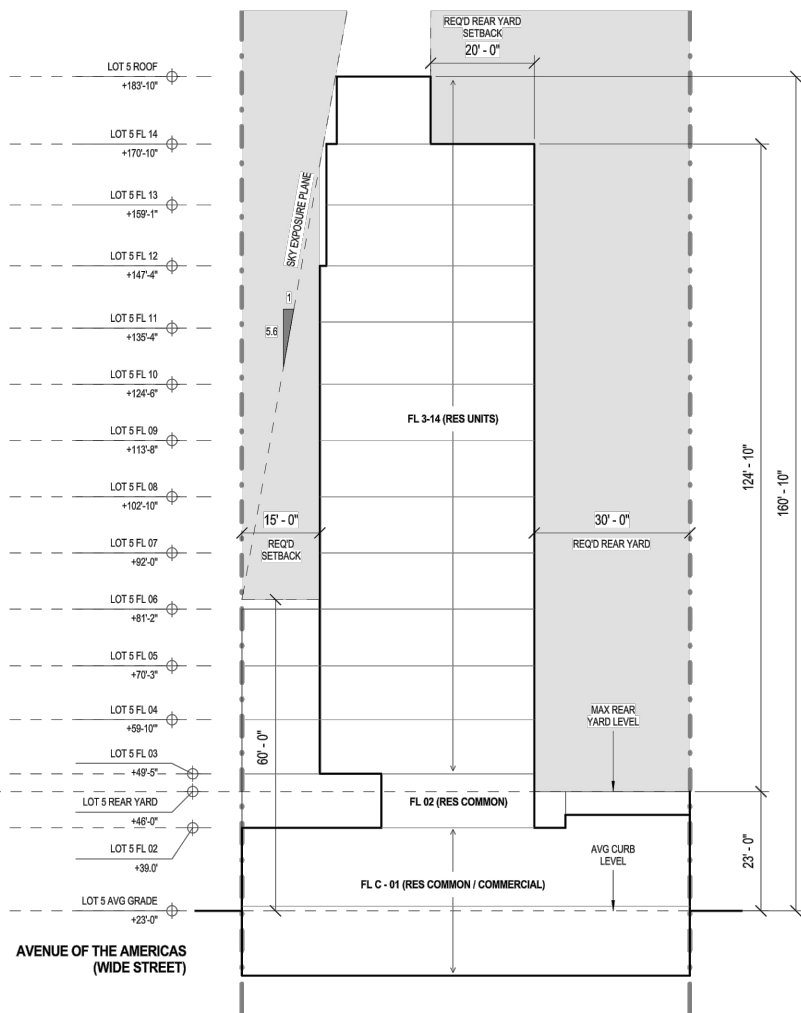 REQ'D REAR YARD
SETBACK
20' - 0"
LOT 5 ROOF
+183'-10"
LOT 5 FL 14
+170'-10"
LOT 5 FL 13
+159'-1"
LOT 5 FL 12
+147'-4"
LOT 5 FL 11
+135'-4"
LOT 5 FL 10
+124'-6"
LOT 5 FL 09
+113'-8"
LOT 5 FL 08
+102'-10"
LOT 5 FL 07
+92'-0"
LOT 5 FL 06
+81'-2"
LOT 5 FL 05
+70'-3"
LOT 5 FL 04
+59-10'"
LOT 5 FL 03
+49'-5"
LOT 5 REAR YARD
+46'-0"
LOT 5 FL 02
+39.0'
LOT 5 AVG GRADE
+23'-0"
AVENUE OF THE AMERICAS
(WIDE STREET)
SKY EXPOSURE PLANE
1
5.6
15' - 0"
REQ'D
SETBACK
60' - 0"
FL 3-14 (RES UNITS)
FL 02 (RES COMMON)
FL C - 01 (RES COMMON / COMMERCIAL)
30' - 0"
REQ'D REAR YARD
MAX REAR
YARD LEVEL
AVG CURB
LEVEL
124' - 10"
160' - 10"
23' - 0"